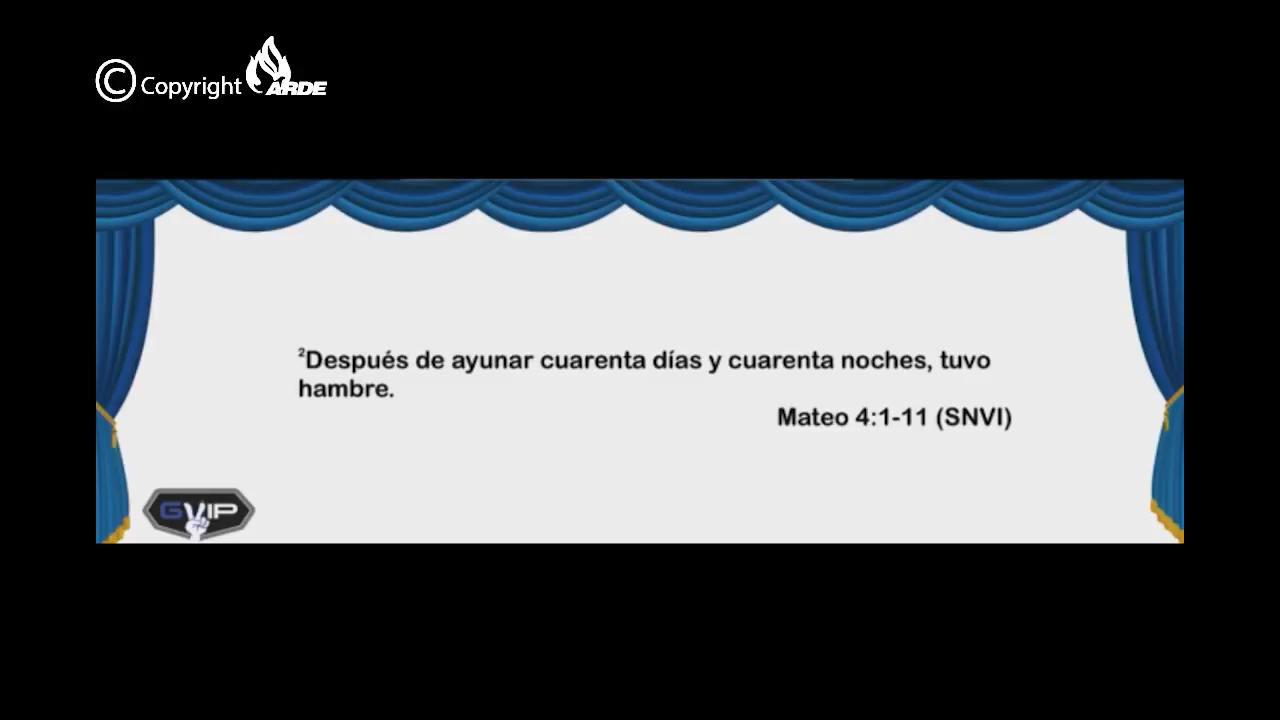 © Copyright ARDE
²Después de ayunar cuarenta días y cuarenta noches, tuvo
hambre.
Mateo 4:1-11 (SNVI)
GVIP